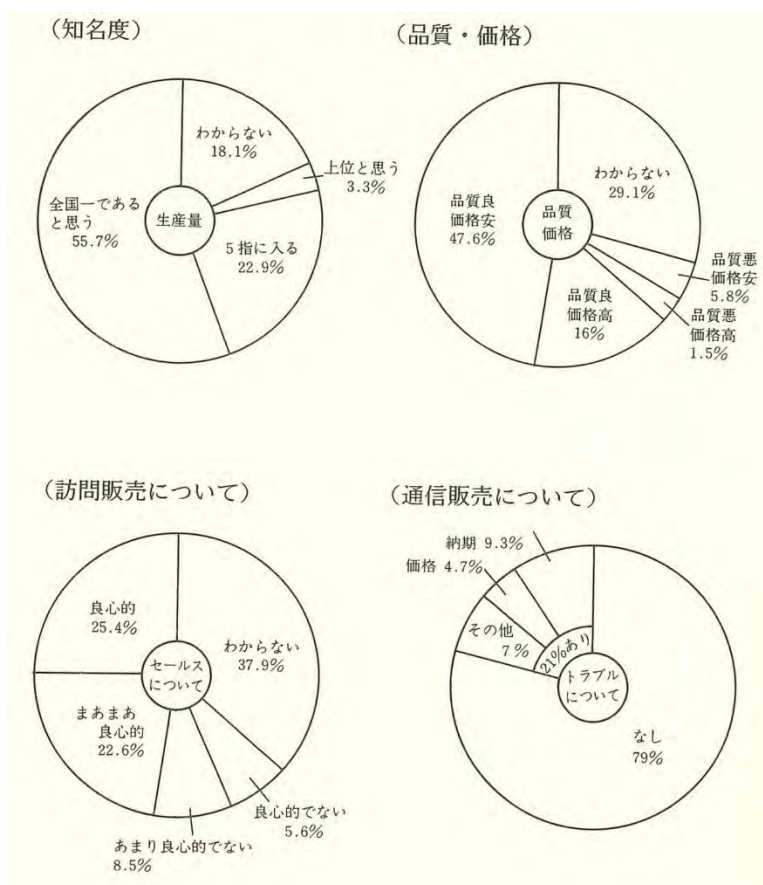 （知名度）
わからない
18.1%
上位と思う
3.3%
全国一である
と思う
55.7%
生産量
5指に入る
22.9%
（品質・価格）
わからない
29.1%
品質良
価格安
47.6%
品質
価格
品質悪
価格安
5.8%
品質良
価格高
16%
品質悪
価格高
1.5%
（訪問販売について）
良心的
25.4%
わからない
37.9%
セールス
について
まあまあ
良心的
22.6%
良心的でない
5.6%
あまり良心的でない
8.5%
（通信販売について）
納期 9.3%
価格 4.7%
その他
7%
21%あり
トラブル
について
なし
79%